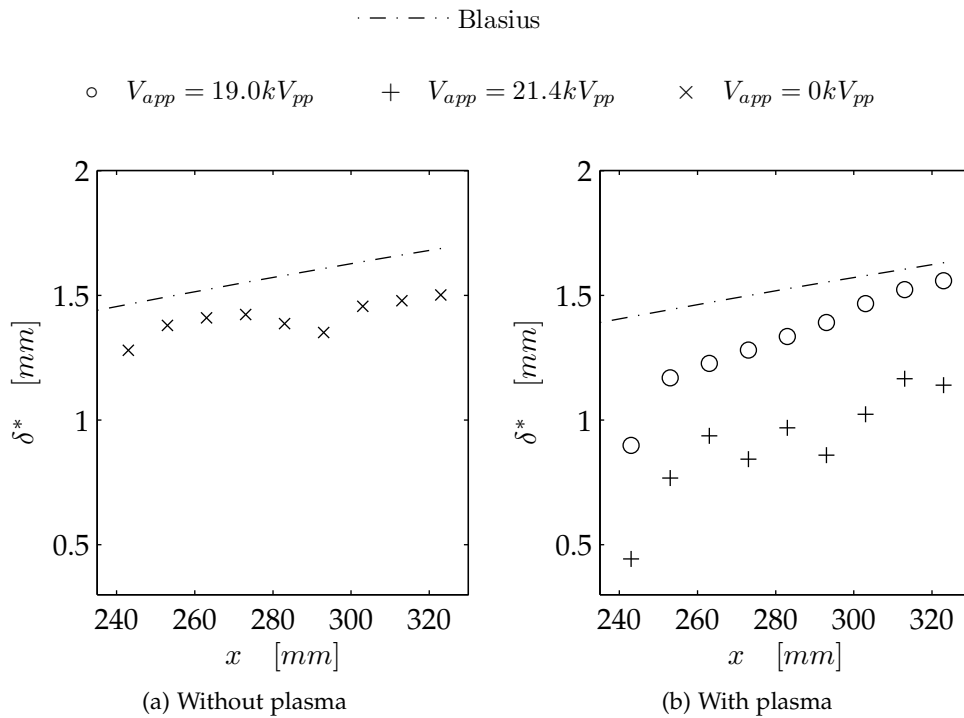 Blasius
V_app = 19.0kV_pp V_app = 21.4kV_pp V_app = 0kV_pp
2
1.5
1
0.5
δ* [mm]
240 260 280 300 320
x [mm]
(a) Without plasma
2
1.5
1
0.5
δ* [mm]
240 260 280 300 320
x [mm]
(b) With plasma